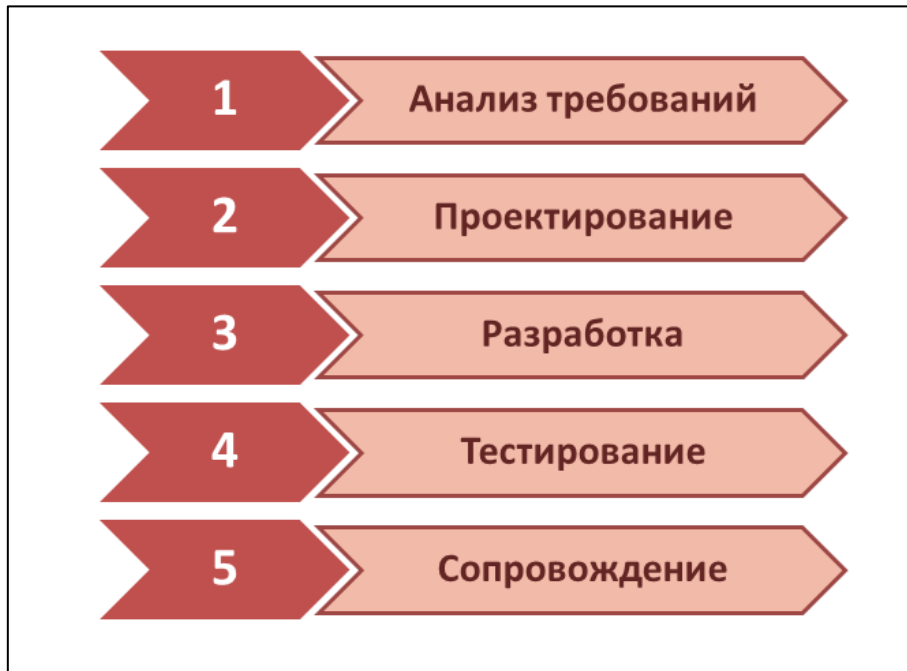 1 Анализ требований
2 Проектирование
3 Разработка
4 Тестирование
5 Сопровождение